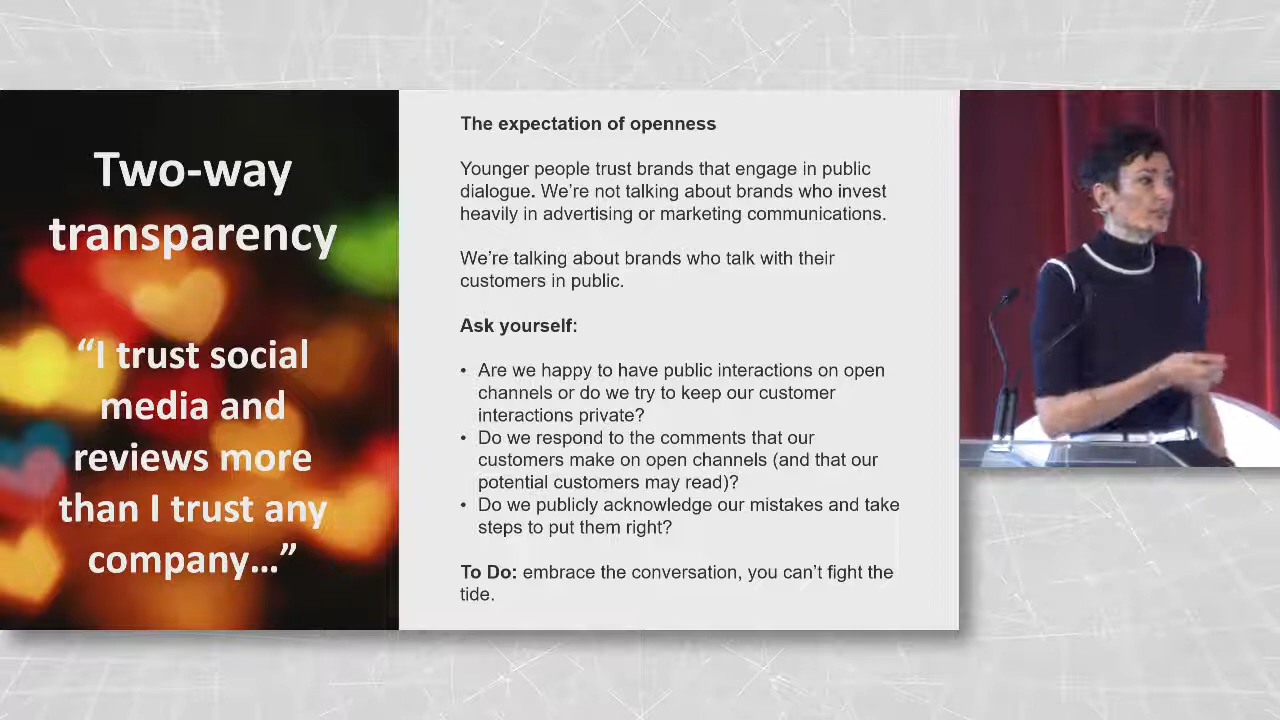 Two-way
transparency
“I trust social
media and
reviews more
than I trust any
company…”
The expectation of openness
Younger people trust brands that engage in public
dialogue. We’re not talking about brands who invest
heavily in advertising or marketing communications.
We’re talking about brands who talk with their
customers in public.
Ask yourself:
• Are we happy to have public interactions on open
channels or do we try to keep our customer
interactions private?
• Do we respond to the comments that our
customers make on open channels (and that our
potential customers may read)?
• Do we publicly acknowledge our mistakes and take
steps to put them right?
To Do: embrace the conversation, you can’t fight the
tide.